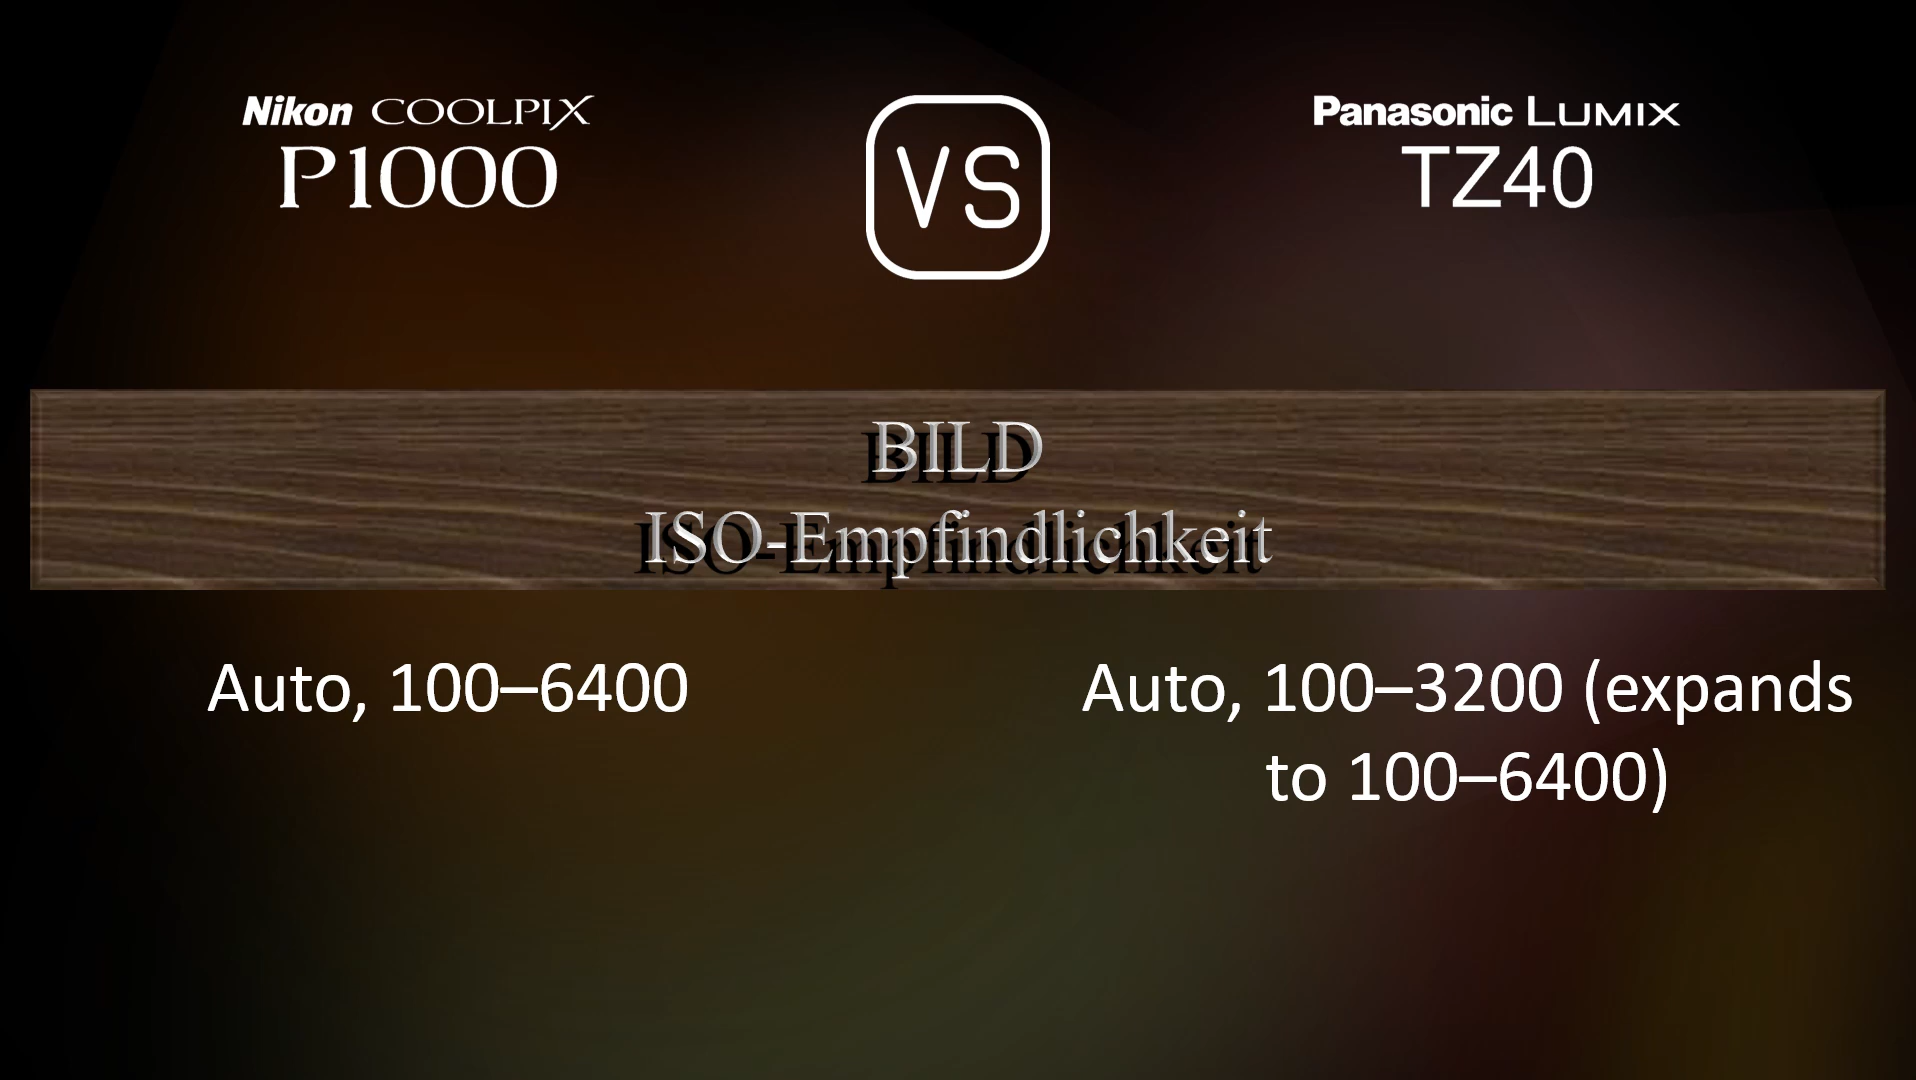 Nikon COOLPIX
P1000
VS
Panasonic LUMIX
TZ40
BILD
ISO-Empfindlichkeit
Auto, 100–6400
Auto, 100–3200 (expands
to 100–6400)